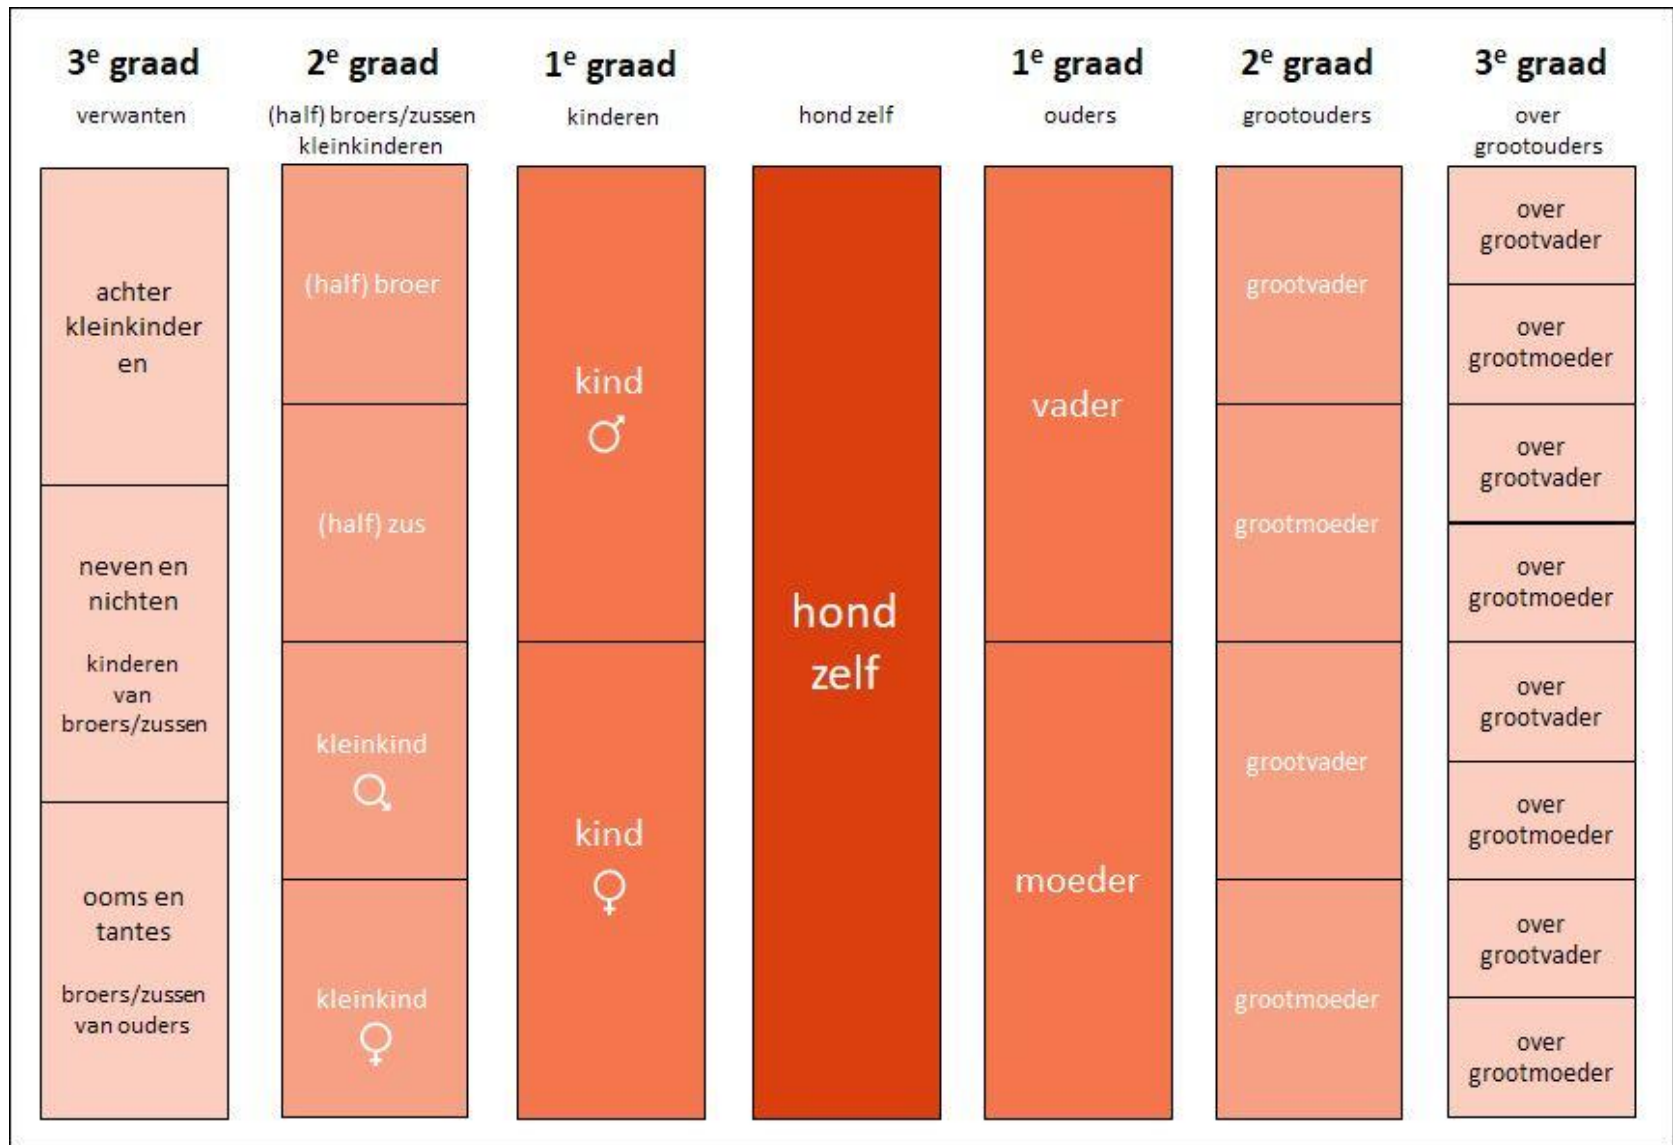 3e graad
verwanten
achter
kleinkinder
en
neven en
nichten
kinderen
van
broers/zussen
ooms en
tantes
broers/zussen
van ouders
2e graad
(half) broers/zussen
kleinkinderen
(half) broer
(half) zus
kleinkind
♂
kleinkind
♀
1e graad
kinderen
kind
♂
kind
♀
hond zelf
hond
zelf
1e graad
ouders
vader
moeder
2e graad
grootouders
grootvader
grootmoeder
grootvader
grootmoeder
3e graad
over
grootouders
over
grootvader
over
grootmoeder
over
grootvader
over
grootmoeder
over
grootvader
over
grootmoeder
over
grootvader
over
grootmoeder